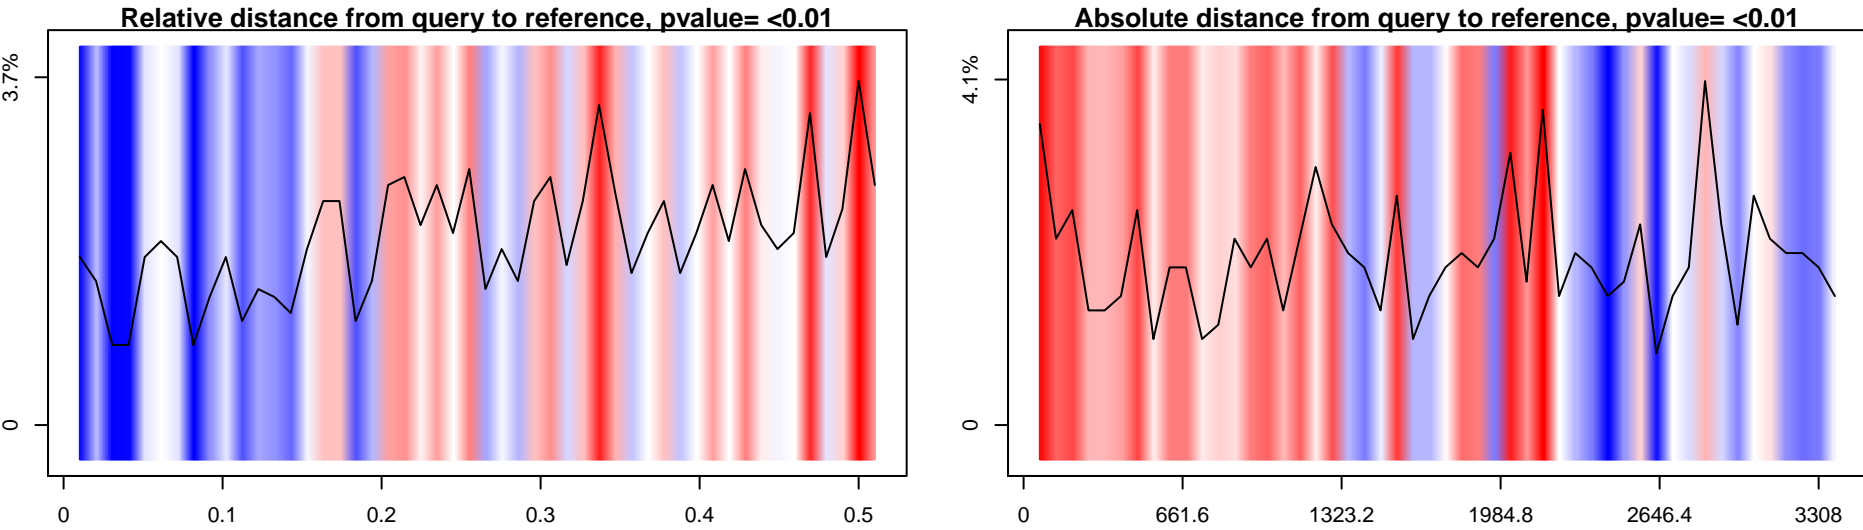 Relative distance from query to reference, pvalue= <0.01
3.7%
0
0 0.1 0.2 0.3 0.4 0.5
Absolute distance from query to reference, pvalue= <0.01
4.1%
0
0 661.6 1323.2 1984.8 2646.4 3308